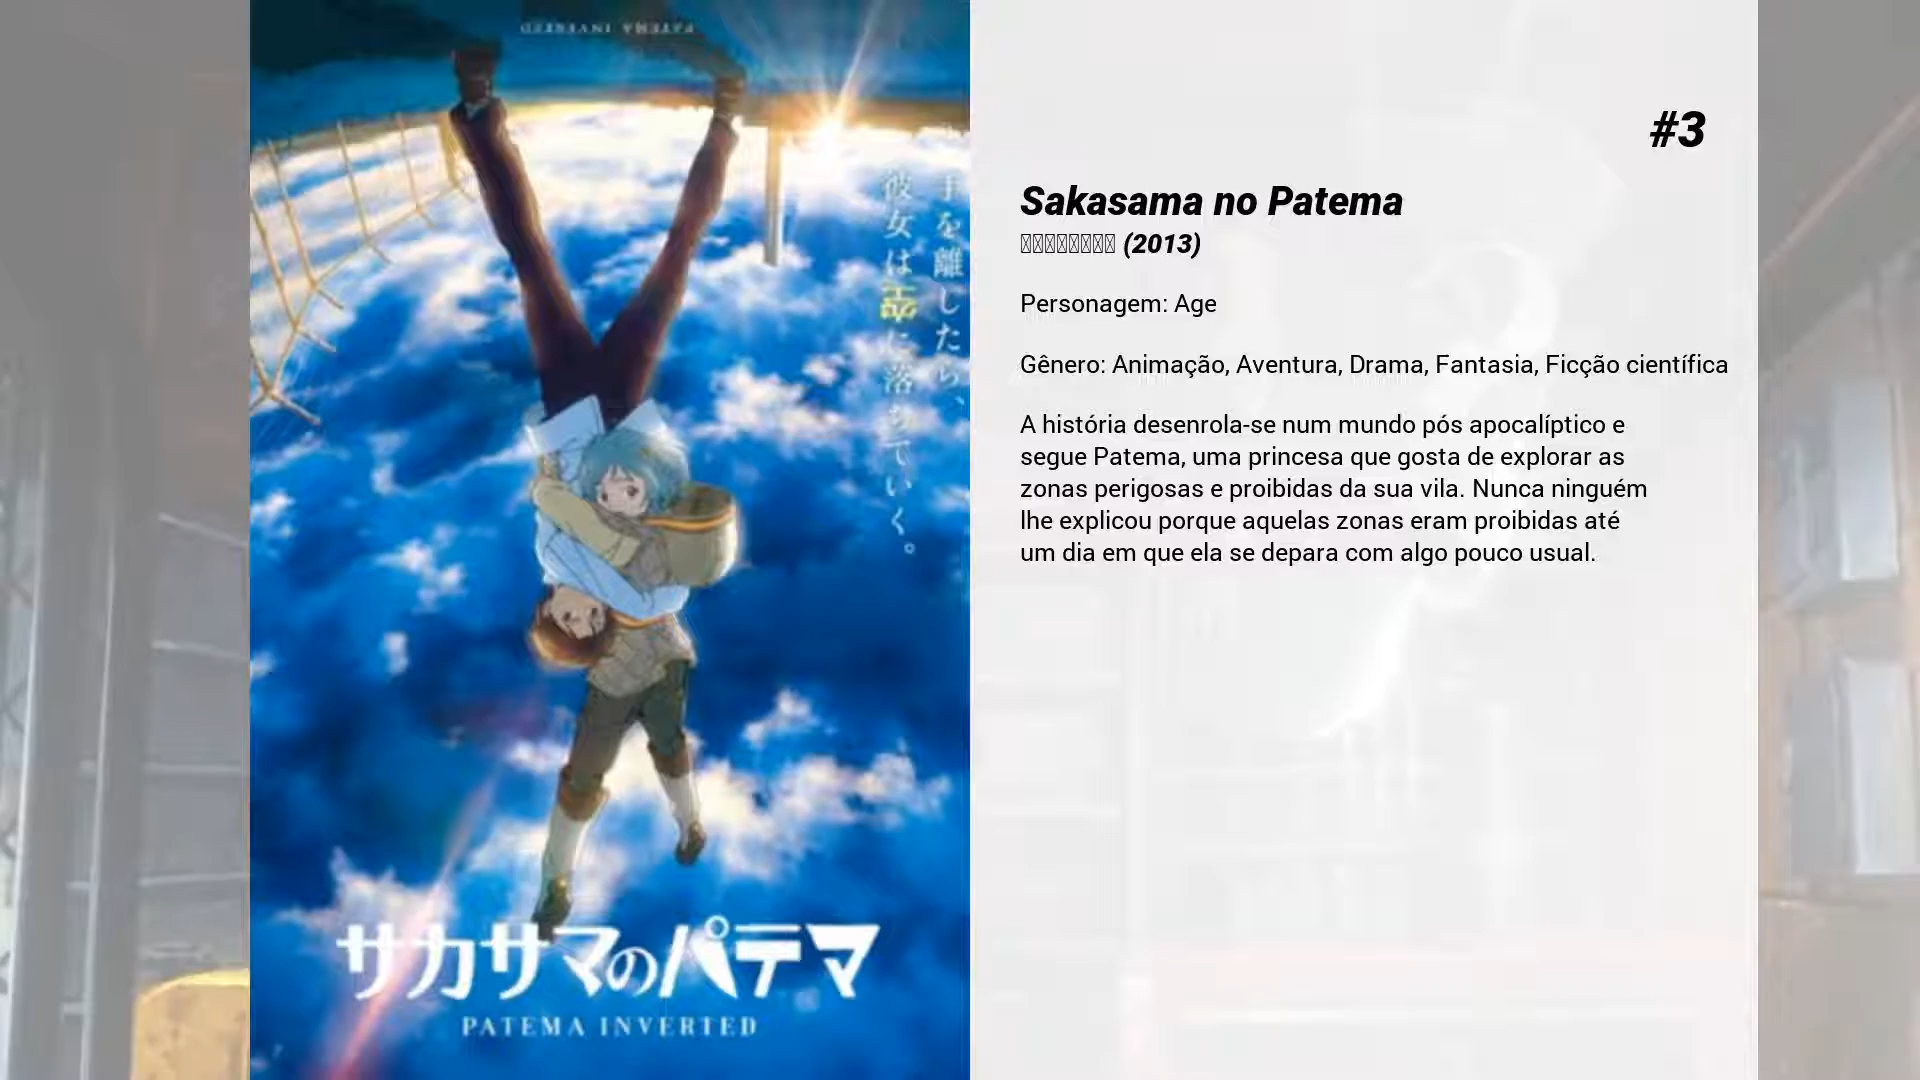 PATEMA INVERTED
手を離したら、
彼女は空に落ちていく。
サカサマのパテマ
PATEMA INVERTED
#3
Sakasama no Patema
(2013)
Personagem: Age
Gênero: Animação, Aventura, Drama, Fantasia, Ficção científica
A história desenrola-se num mundo pós apocalíptico e
segue Patema, uma princesa que gosta de explorar as
zonas perigosas e proibidas da sua vila. Nunca ninguém
lhe explicou porque aquelas zonas eram proibidas até
um dia em que ela se depara com algo pouco usual.